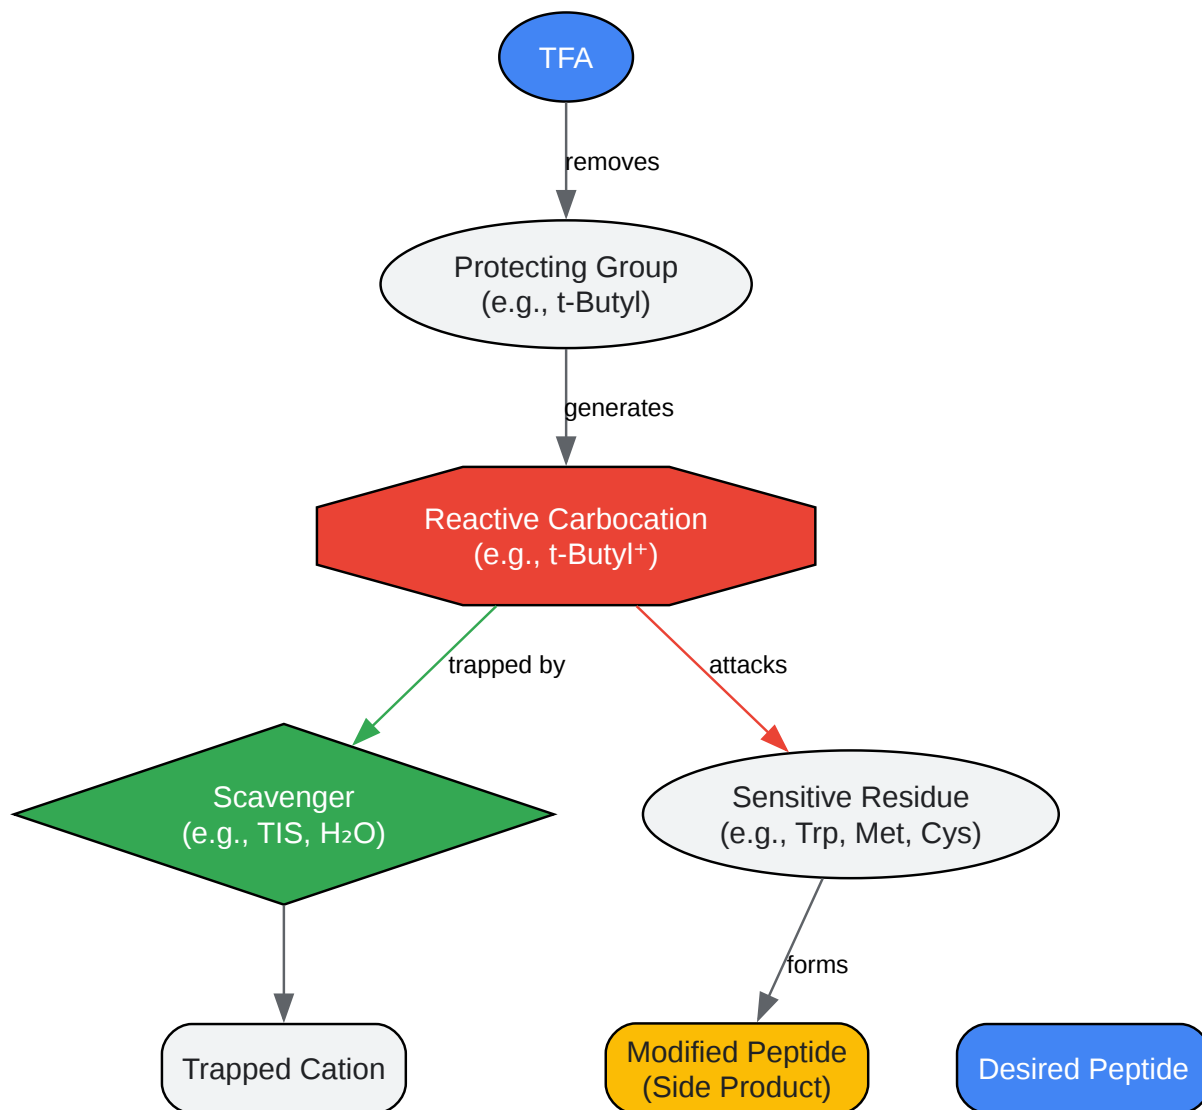 TFA
removes
Protecting Group
(e.g., t-Butyl)
generates
Reactive Carbocation
(e.g., t-Butyl⁺)
trapped by
attacks
Scavenger
(e.g., TIS, H₂O)
Sensitive Residue
(e.g., Trp, Met, Cys)
forms
Trapped Cation
Modified Peptide
(Side Product)
Desired Peptide